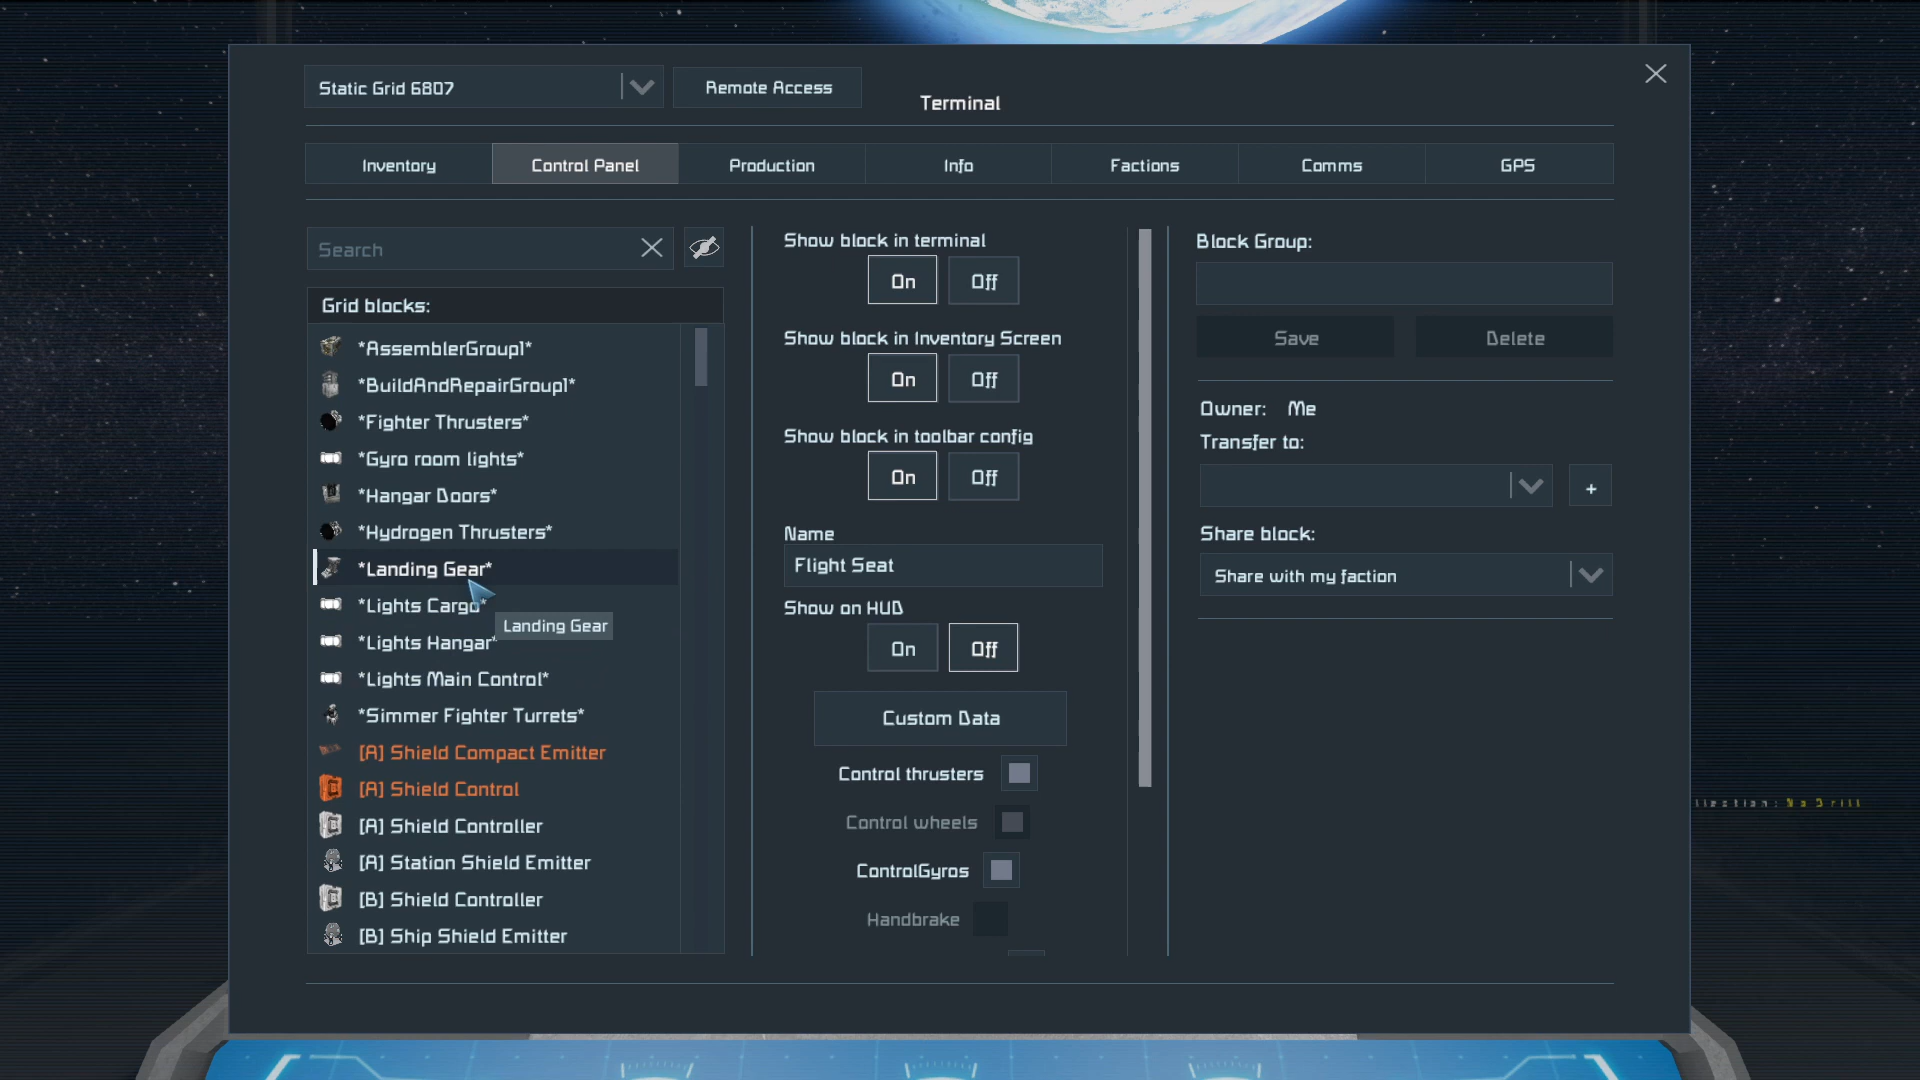 Static Grid 6807
Remote Access
Terminal
Inventory
Control Panel
Production
Info
Factions
Comms
GPS
Search
Grid blocks:
*AssemblerGroup1*
*BuildAndRepairGroup1*
*Fighter Thrusters*
*Gyro room lights*
*Hangar Doors*
*Hydrogen Thrusters*
*Landing Gear*
*Lights Cargo*
Landing Gear
*Lights Hangar*
*Lights Main Control*
*Simmer Fighter Turrets*
[A] Shield Compact Emitter
[A] Shield Control
[A] Shield Controller
[A] Station Shield Emitter
[B] Shield Controller
[B] Ship Shield Emitter
Show block in terminal
On Off
Show block in Inventory Screen
On Off
Show block in toolbar config
On Off
Name
Flight Seat
Show on HUD
On Off
Custom Data
Control thrusters
Control wheels
ControlGyros
Handbrake
Block Group:
Save
Delete
Owner: Me
Transfer to:
+
Share block:
Share with my faction
No Drill